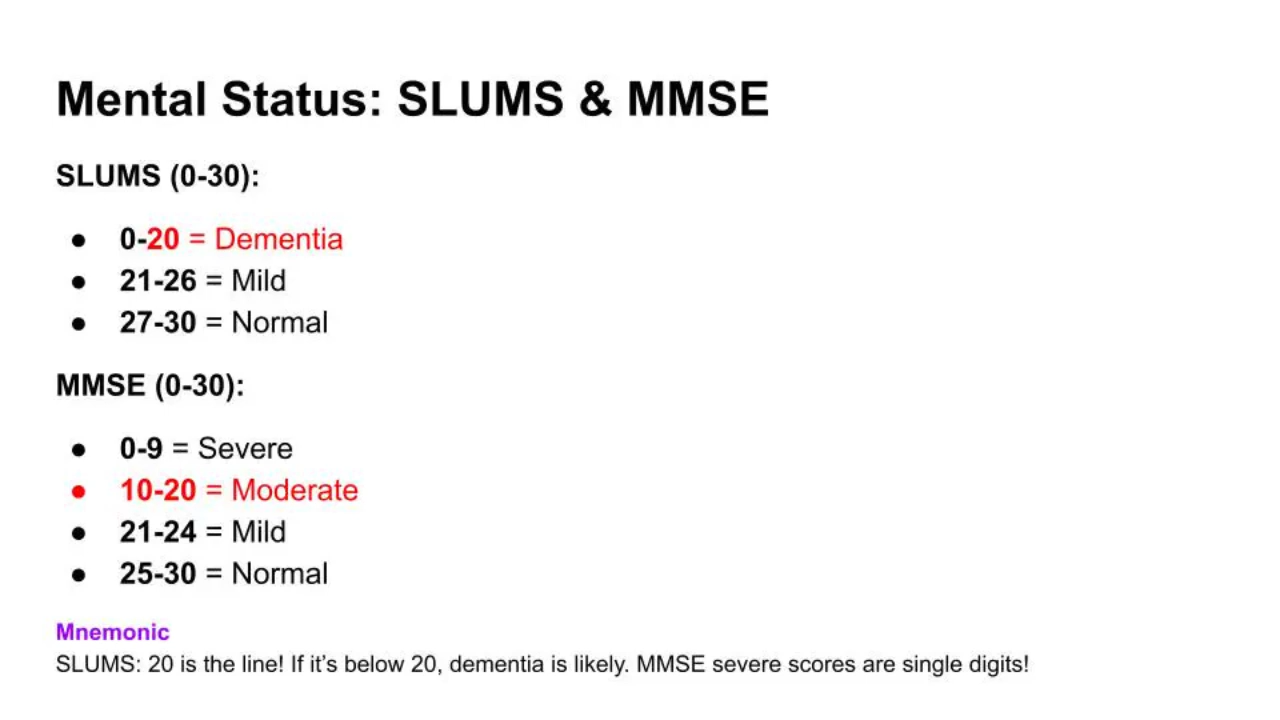 Mental Status: SLUMS & MMSE
SLUMS (0-30):
● 0-20 = Dementia
● 21-26 = Mild
● 27-30 = Normal
MMSE (0-30):
● 0-9 = Severe
● 10-20 = Moderate
● 21-24 = Mild
● 25-30 = Normal
Mnemonic
SLUMS: 20 is the line! If it’s below 20, dementia is likely. MMSE severe scores are single digits!